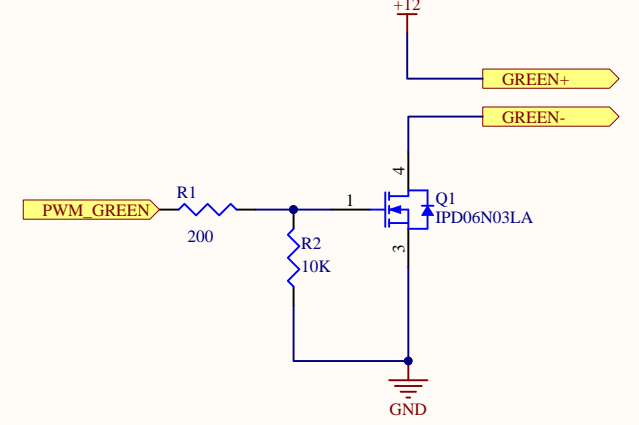 +12
GREEN+
GREEN-
4
R1
1
Q1
PWM_GREEN
IPD06N03LA
200
R2
3
10K
GND